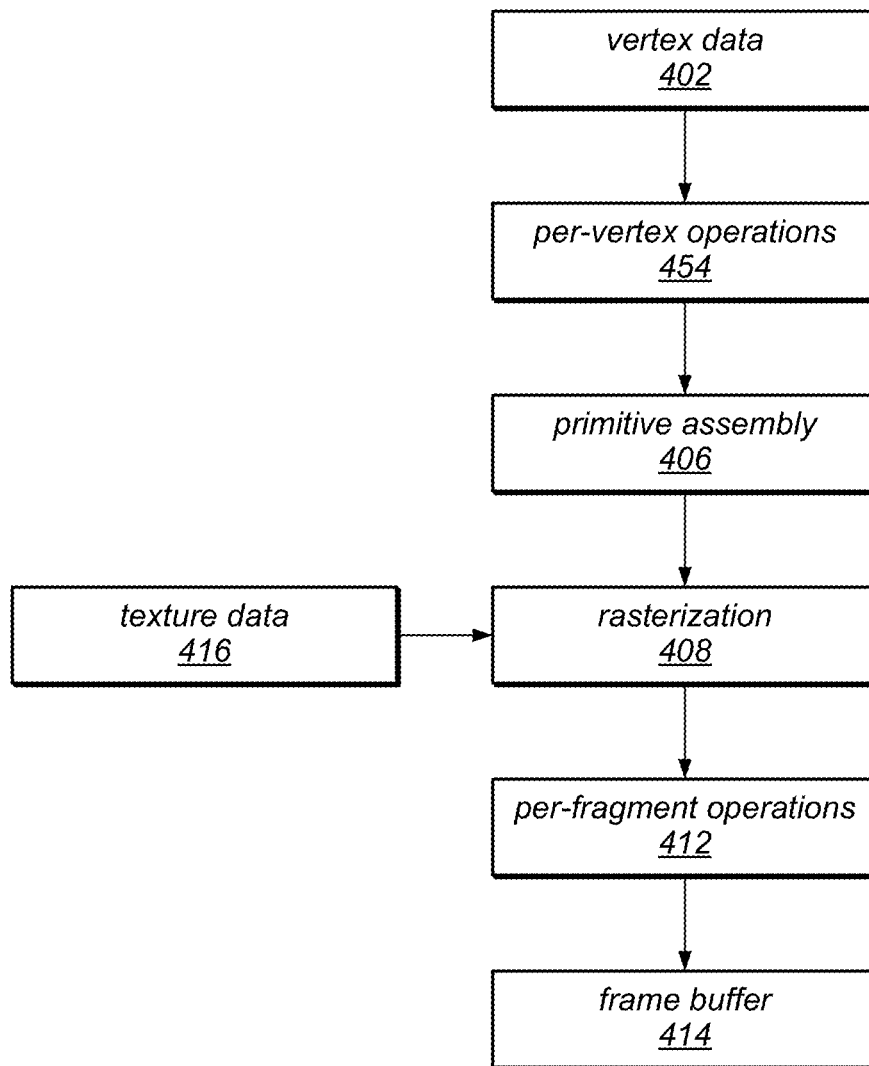 vertex data
402
per-vertex operations
454
primitive assembly
406
texture data
416
rasterization
408
per-fragment operations
412
frame buffer
414